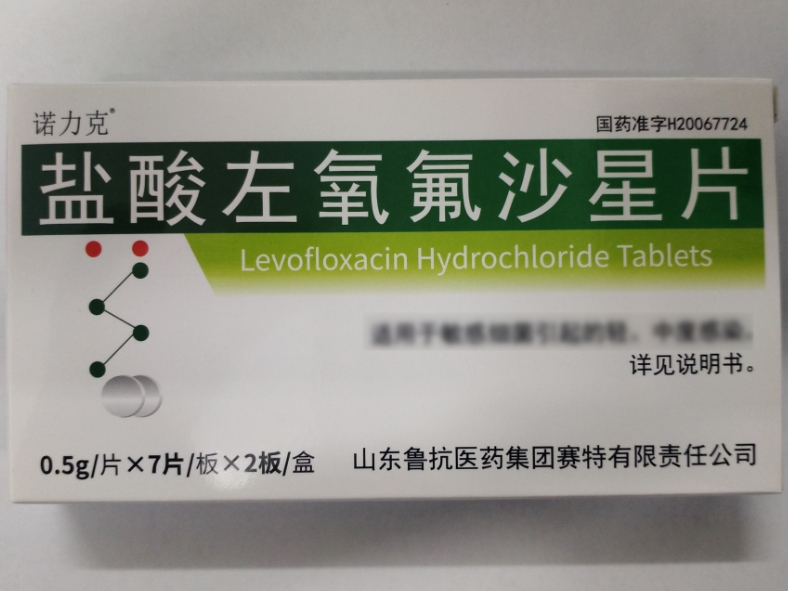 诺力克®
国药准字H20067724
盐酸左氧氟沙星片
Levofloxacin Hydrochloride Tablets
详见说明书。
0.5g/片×7片/板×2板/盒
山东鲁抗医药集团赛特有限责任公司